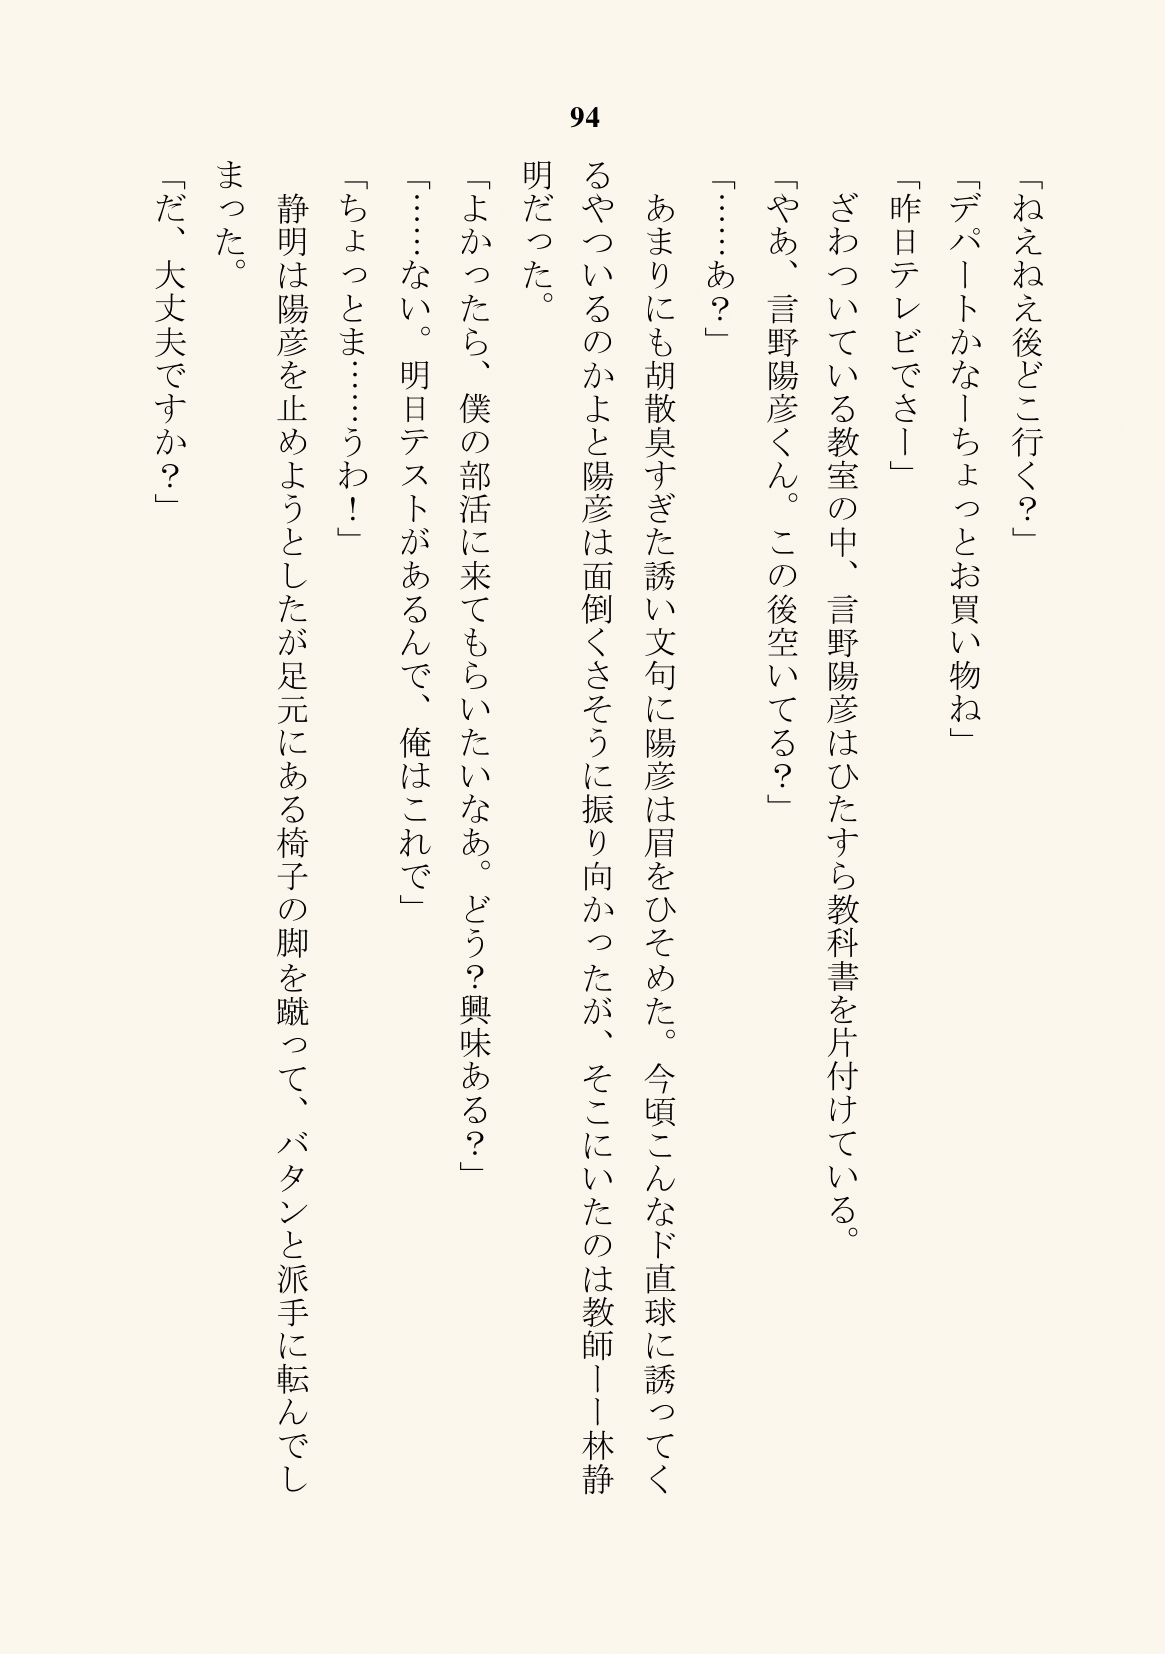 94
「ねえねえ後どこ行く？」
「デパートかなーちょっとお買い物ね」
「昨日テレビでさー」
　ざわついている教室の中、言野陽彦はひたすら教科書を片付けている。
「やあ、言野陽彦くん。この後空いてる？」
「……あ？」
　あまりにも胡散臭すぎた誘い文句に陽彦は眉をひそめた。今頃こんなド直球に誘ってく
るやついるのかよと陽彦は面倒くさそうに振り向かったが、そこにいたのは教師ーー林静
明だった。
「よかったら、僕の部活に来てもらいたいなあ。どう？興味ある？」
「……ない。明日テストがあるんで、俺はこれで」
「ちょっとま……うわ！」
　静明は陽彦を止めようとしたが足元にある椅子の脚を蹴って、バタンと派手に転んでし
まった。
「だ、大丈夫ですか？」